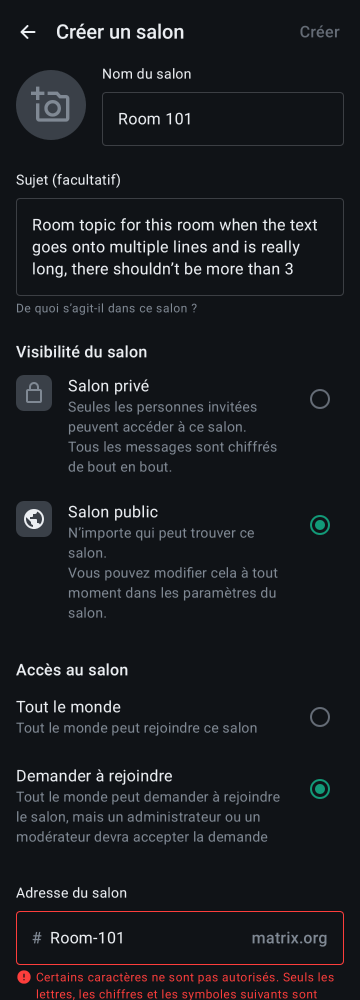 Créer un salon
Créer
Nom du salon
Room 101
Sujet (facultatif)
Room topic for this room when the text
goes onto multiple lines and is really
long, there shouldn’t be more than 3
De quoi s’agit-il dans ce salon ?
Visibilité du salon
Salon privé
Seules les personnes invitées
peuvent accéder à ce salon.
Tous les messages sont chiffrés
de bout en bout.
Salon public
N’importe qui peut trouver ce
salon.
Vous pouvez modifier cela à tout
moment dans les paramètres du
salon.
Accès au salon
Tout le monde
Tout le monde peut rejoindre ce salon
Demander à rejoindre
Tout le monde peut demander à rejoindre
le salon, mais un administrateur ou un
modérateur devra accepter la demande
Adresse du salon
# Room-101 matrix.org
Certains caractères ne sont pas autorisés. Seuls les
lettres, les chiffres et les symboles suivants sont